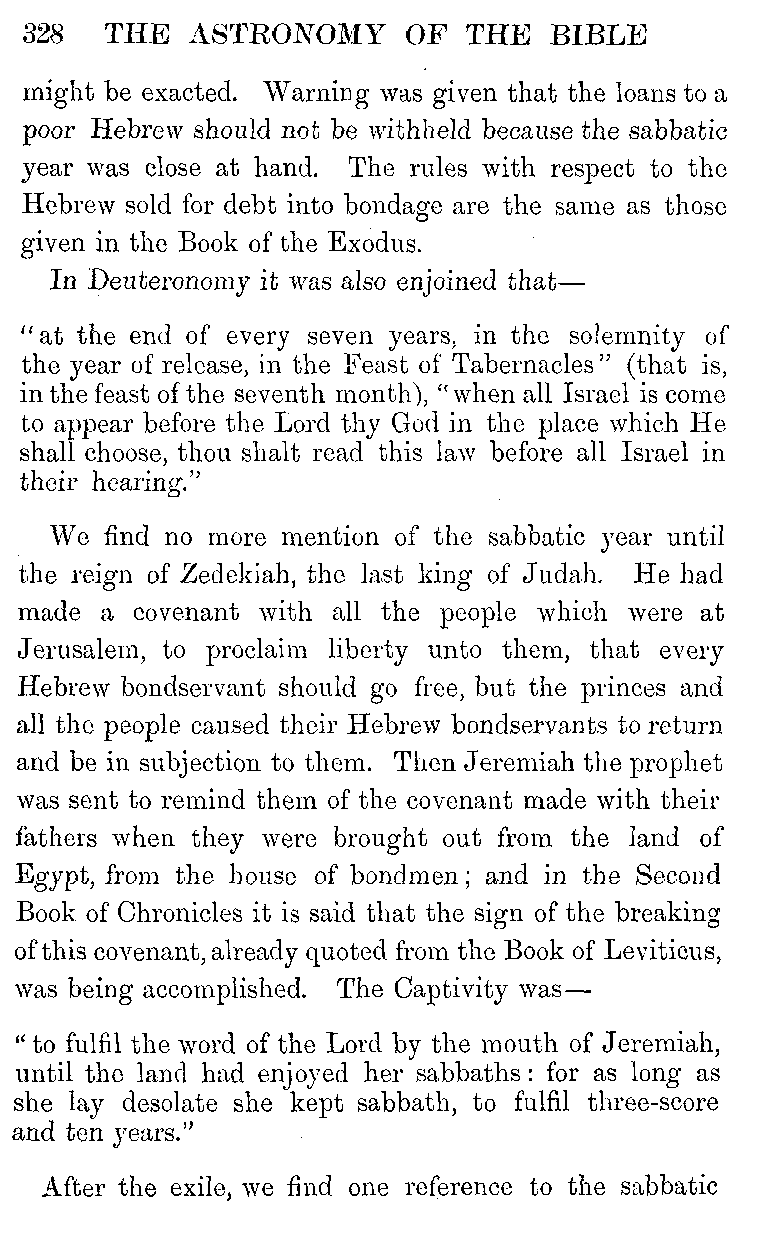 328 THE ASTRONOMY OF THE BIBLE
might be exacted. Warning was given that the loans to a
poor Hebrew should not be withheld because the sabbatic
year was close at hand. The rules with respect to the
Hebrew sold for debt into bondage are the same as those
given in the Book of the Exodus.
In Deuteronomy it was also enjoined that—
"at the end of every seven years, in the solemnity of
the year of release, in the Feast of Tabernacles" (that is,
in the feast of the seventh month), "when all Israel is come
to appear before the Lord thy God in the place which He
shall choose, thou shalt read this law before all Israel in
their hearing."
We find no more mention of the sabbatic year until
the reign of Zedekiah, the last king of Judah. He had
made a covenant with all the people which were at
Jerusalem, to proclaim liberty unto them, that every
Hebrew bondservant should go free, but the princes and
all the people caused their Hebrew bondservants to return
and be in subjection to them. Then Jeremiah the prophet
was sent to remind them of the covenant made with their
fathers when they were brought out from the land of
Egypt, from the house of bondmen; and in the Second
Book of Chronicles it is said that the sign of the breaking
of this covenant, already quoted from the Book of Leviticus,
was being accomplished. The Captivity was—
"to fulfil the word of the Lord by the mouth of Jeremiah,
until the land had enjoyed her sabbaths: for as long as
she lay desolate she kept sabbath, to fulfil three-score
and ten years."
After the exile, we find one reference to the sabbatic